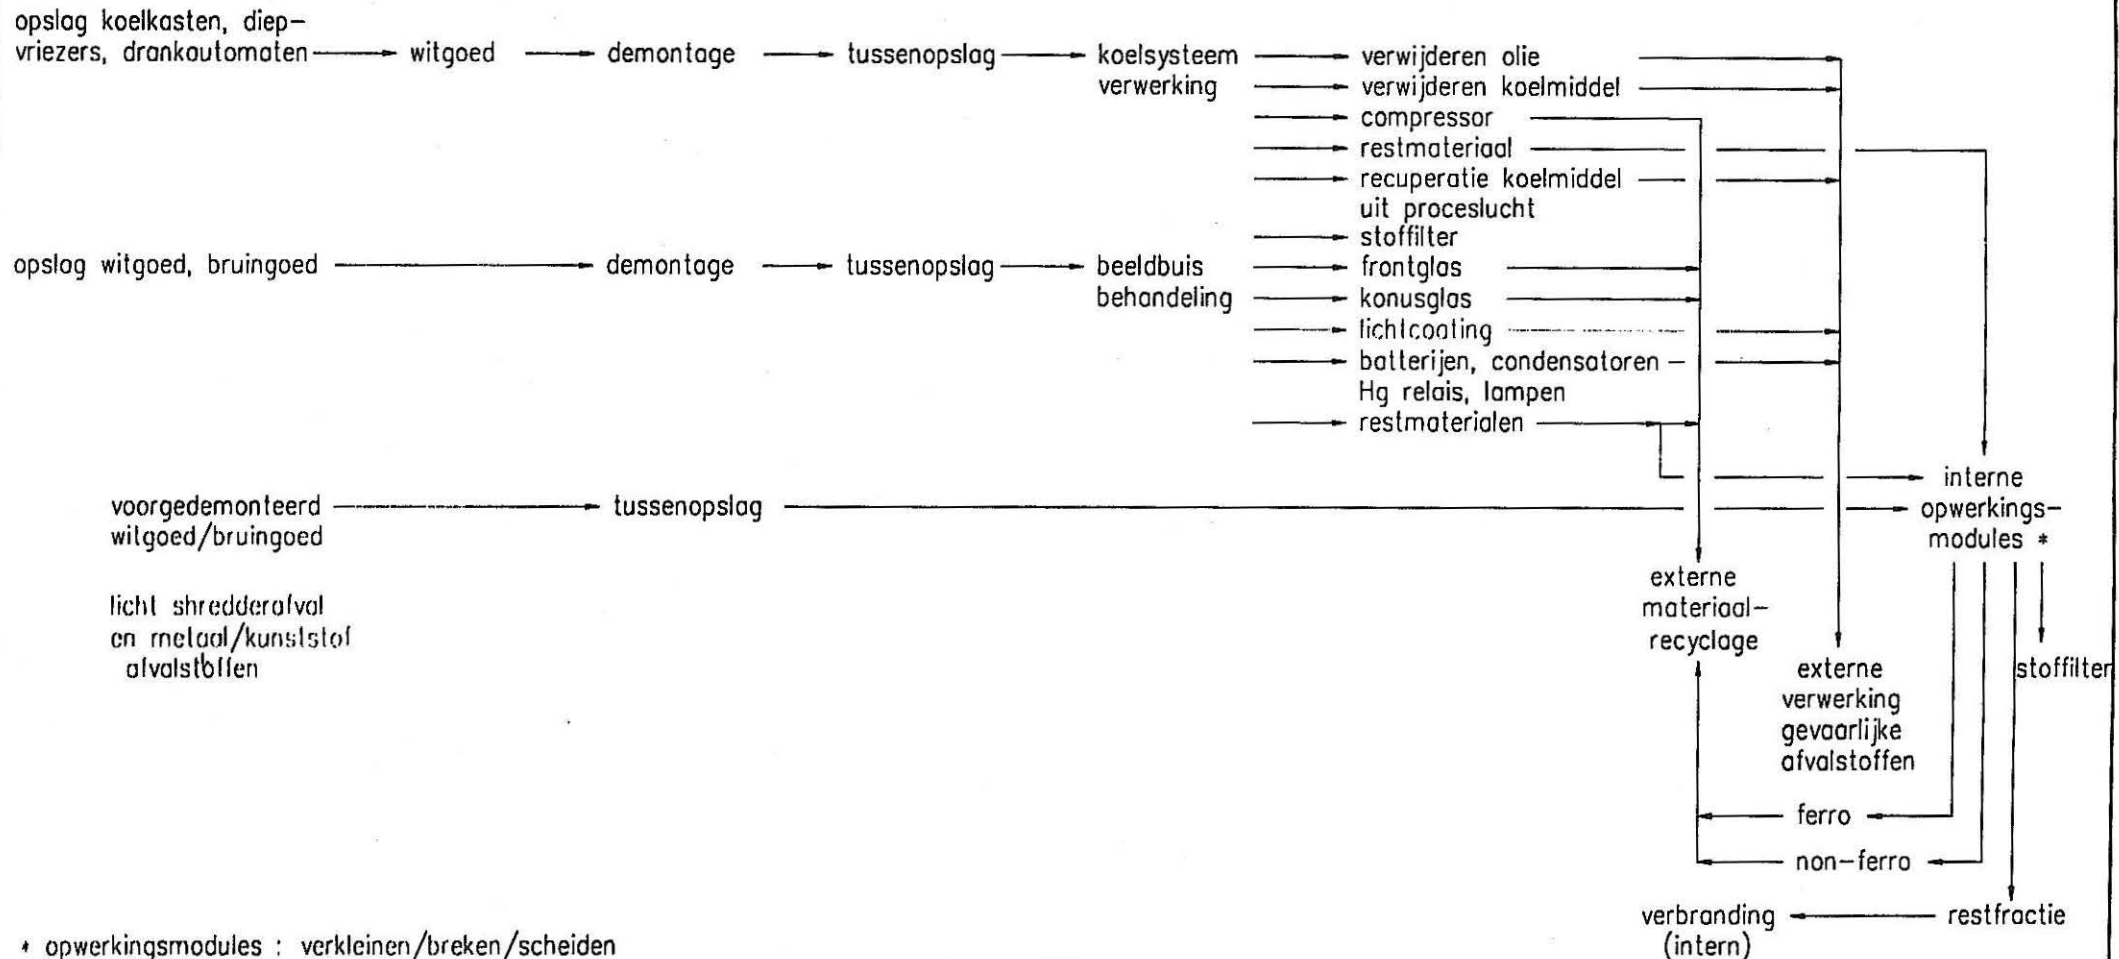 opslag koelkasten, diep-
vriezers, drankautomaten
witgoed
demontage
tussenopslag
koelsysteem
verwerking
verwijderen olie
verwijderen koelmiddel
compressor
restmateriaal
recuperatie koelmiddel
uit proceslucht
stoffilter
opslag witgoed, bruingoed
demontage
tussenopslag
beeldbuis
behandeling
frontglas
konusglas
lichtcoating
batterijen, condensatoren
Hg relais, lampen
restmaterialen
voorgedemonteerd
witgoed/bruingoed
tussenopslag
interne
opwerkings-
modules *
licht shredderafval
en metaal/kunststof
afvalstoffen
externe
materiaal-
recyclage
externe
verwerking
gevaarlijke
afvalstoffen
stoffilter
ferro
non-ferro
restfractie
verbranding
(intern)
* opwerkingsmodules : verkleinen/breken/scheiden